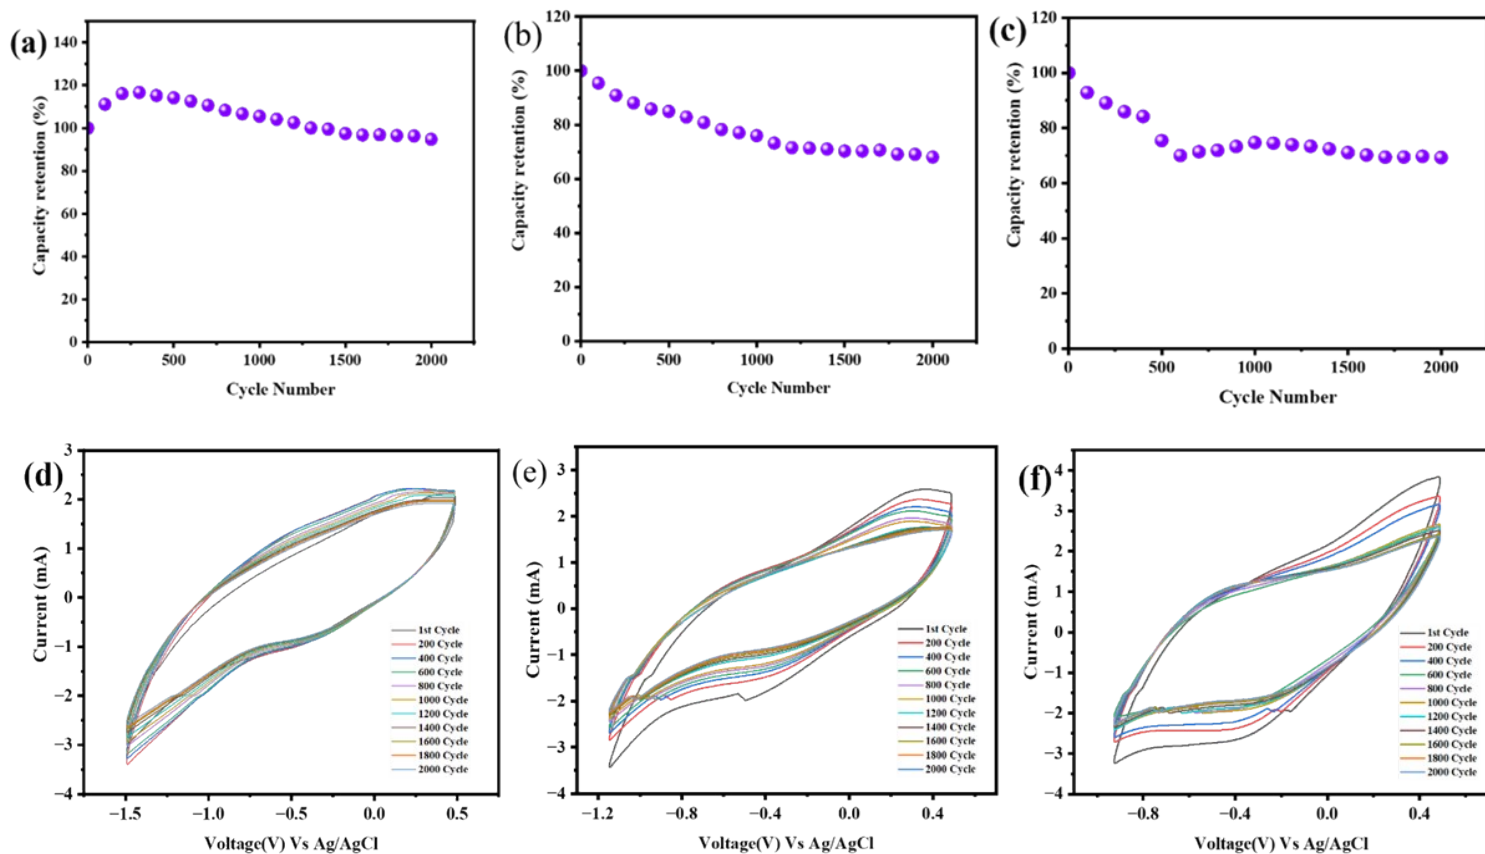 (a)
140
120
100
80
60
40
20
0
Capacity retention (%)
0 500 1000 1500 2000
Cycle Number
(b)
120
100
80
60
40
20
0
Capacity retention (%)
0 500 1000 1500 2000
Cycle Number
(c)
120
100
80
60
40
20
0
Capacity retention (%)
0 500 1000 1500 2000
Cycle Number
(d)
3
2
1
0
−1
−2
−3
−4
Current (mA)
1st Cycle
200 Cycle
400 Cycle
600 Cycle
800 Cycle
1000 Cycle
1200 Cycle
1400 Cycle
1600 Cycle
1800 Cycle
2000 Cycle
−1.5 −1.0 −0.5 0.0 0.5
Voltage(V) Vs Ag/AgCl
(e)
3
2
1
0
−1
−2
−3
−4
Current (mA)
1st Cycle
200 Cycle
400 Cycle
600 Cycle
800 Cycle
1000 Cycle
1200 Cycle
1400 Cycle
1600 Cycle
1800 Cycle
2000 Cycle
−1.2 −0.8 −0.4 0.0 0.4
Voltage(V) Vs Ag/AgCl
(f)
4
3
2
1
0
−1
−2
−3
−4
Current (mA)
1st Cycle
200 Cycle
400 Cycle
600 Cycle
800 Cycle
1000 Cycle
1200 Cycle
1400 Cycle
1600 Cycle
1800 Cycle
2000 Cycle
−0.8 −0.4 0.0 0.4
Voltage(V) Vs Ag/AgCl